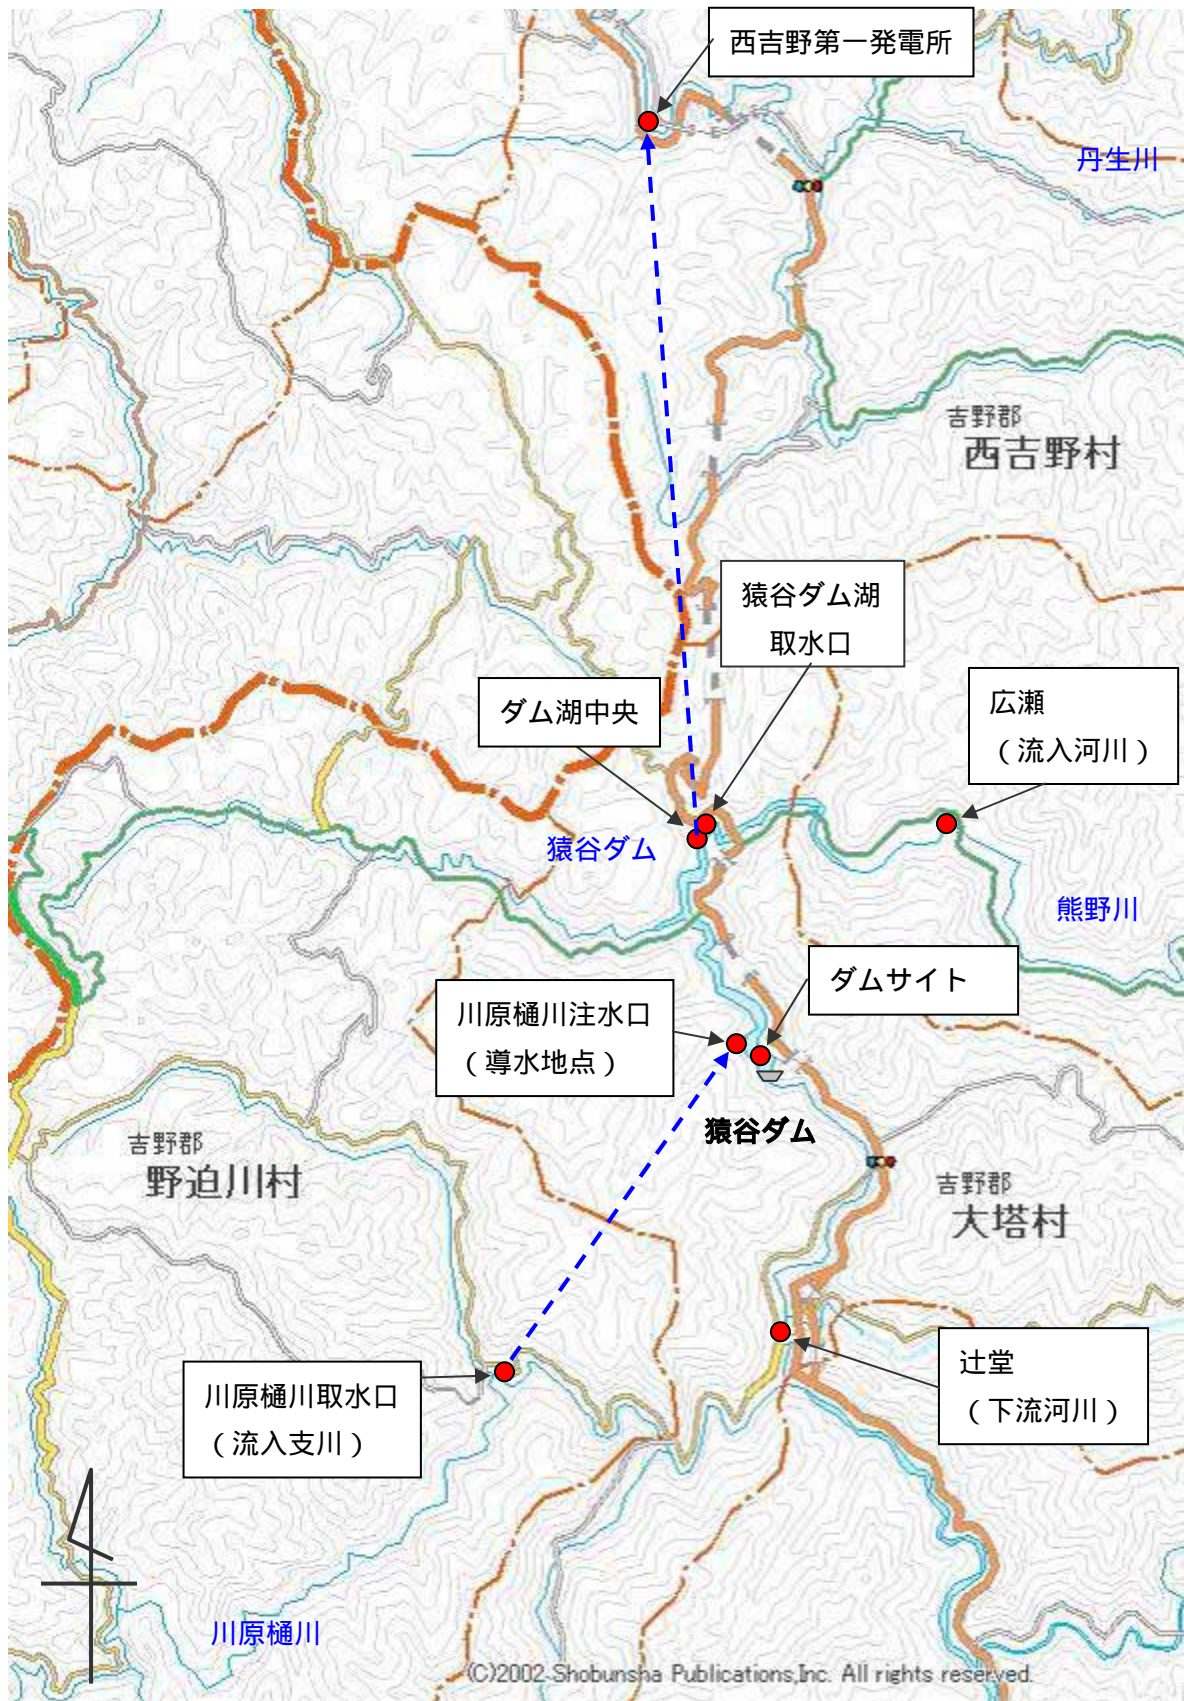 西吉野第一発電所
丹生川
吉野郡
西吉野村
猿谷ダム湖
取水口
ダム湖中央
広瀬
(流入河川)
猿谷ダム
熊野川
ダムサイト
川原樋川注水口
(導水地点)
猿谷ダム
吉野郡
野迫川村
吉野郡
大塔村
辻堂
(下流河川)
川原樋川取水口
(流入支川)
川原樋川
(C)2002 Shobunsha Publications,Inc. All rights reserved.